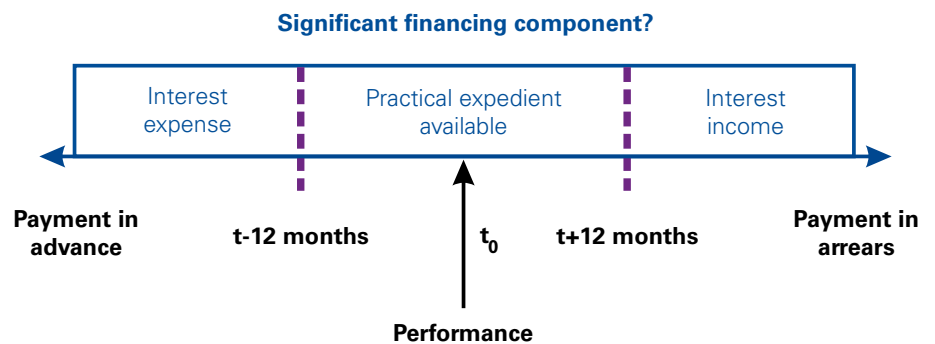 Significant financing component?
Interest
expense
Practical expedient
available
Interest
income
Payment in
advance
t-12 months
t0
t+12 months
Payment in
arrears
Performance